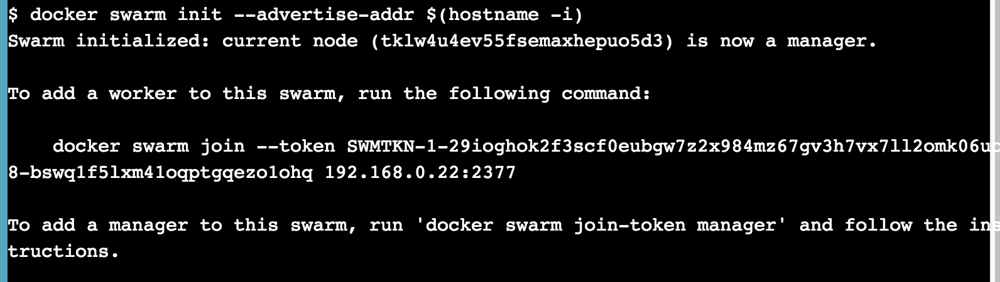 $ docker swarm init --advertise-addr $(hostname -i)
Swarm initialized: current node (tklw4u4ev55fsemaxhepuo5d3) is now a manager.
To add a worker to this swarm, run the following command:
docker swarm join --token SWMTKN-1-29ioghok2f3scf0eubgw7z2x984mz67gv3h7vx7ll2omk06uc
8-bswq1f5lxm41oqptgqezo1ohq 192.168.0.22:2377
To add a manager to this swarm, run 'docker swarm join-token manager' and follow the ins
tructions.